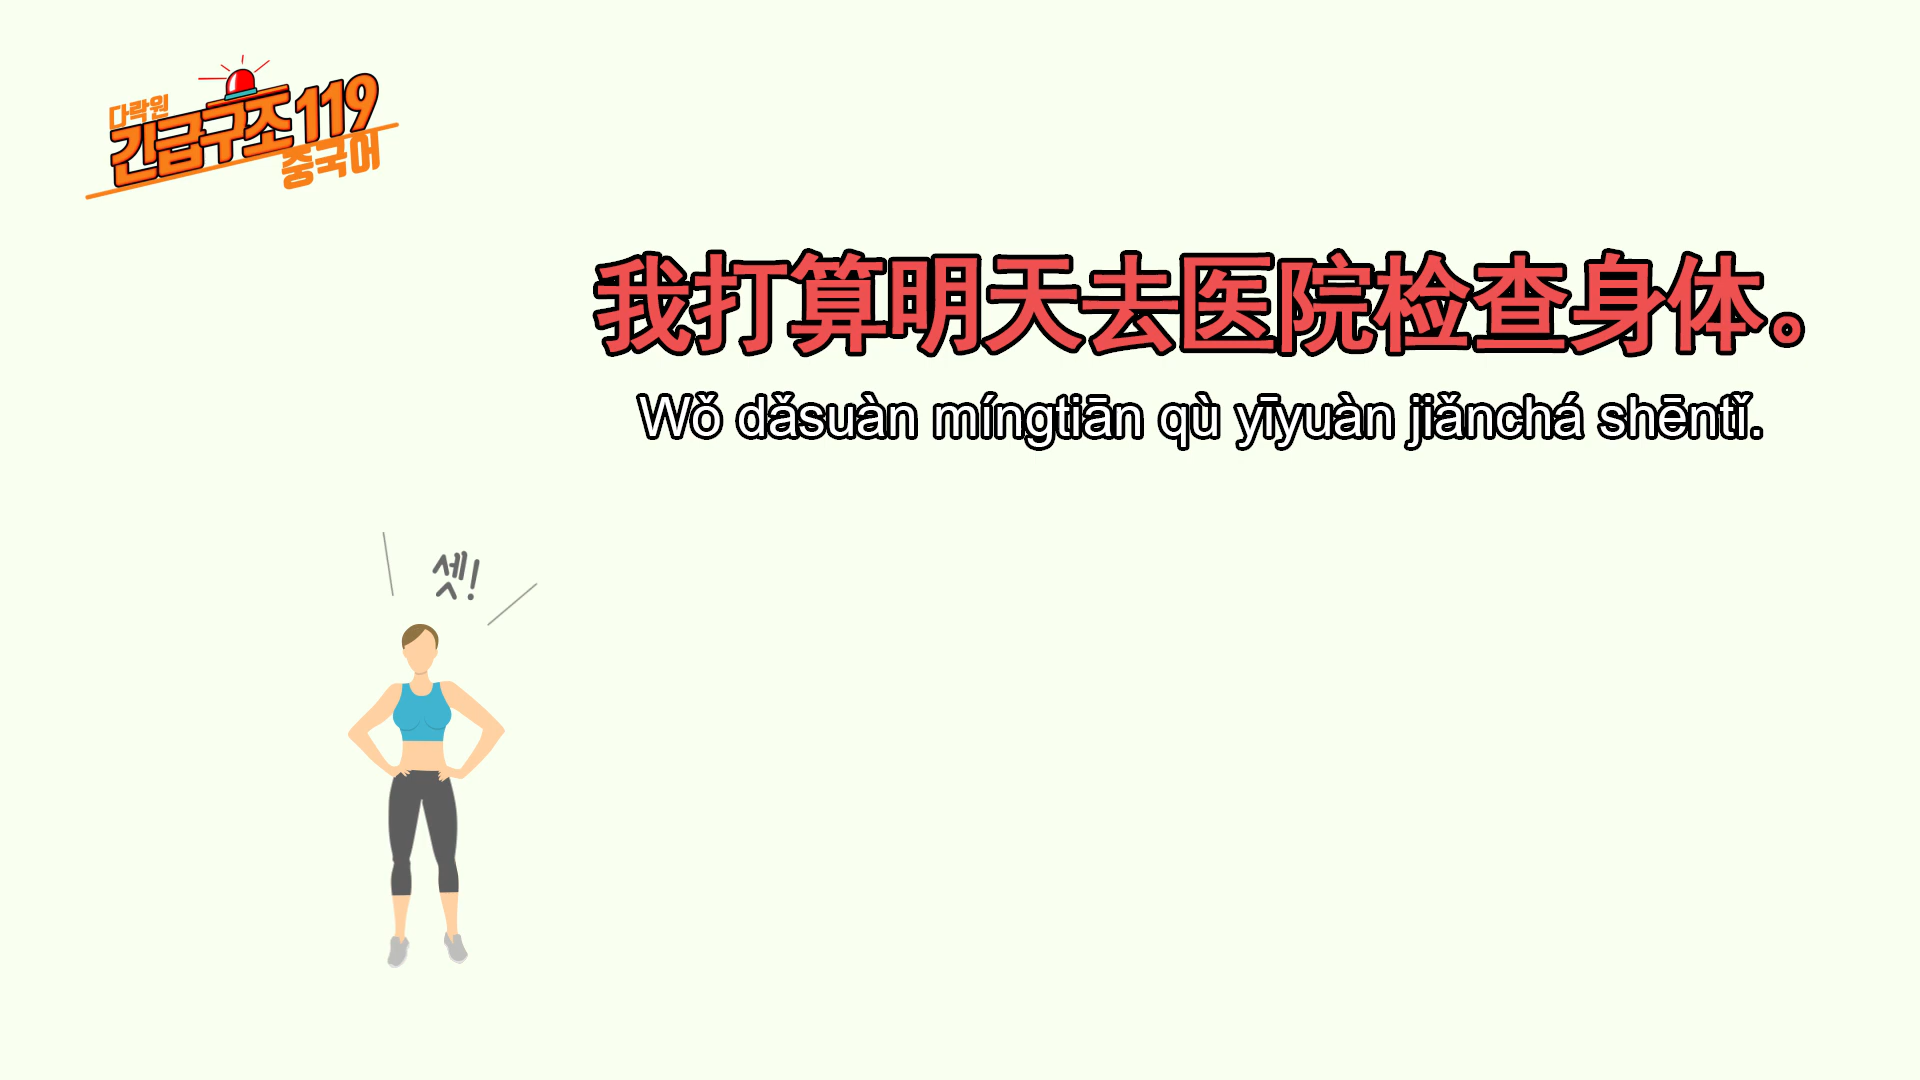 다락원
긴급구조119
중국어
我打算明天去医院检查身体。
Wǒ dǎsuàn míngtiān qù yīyuàn jiǎnchá shēntǐ.
셋!